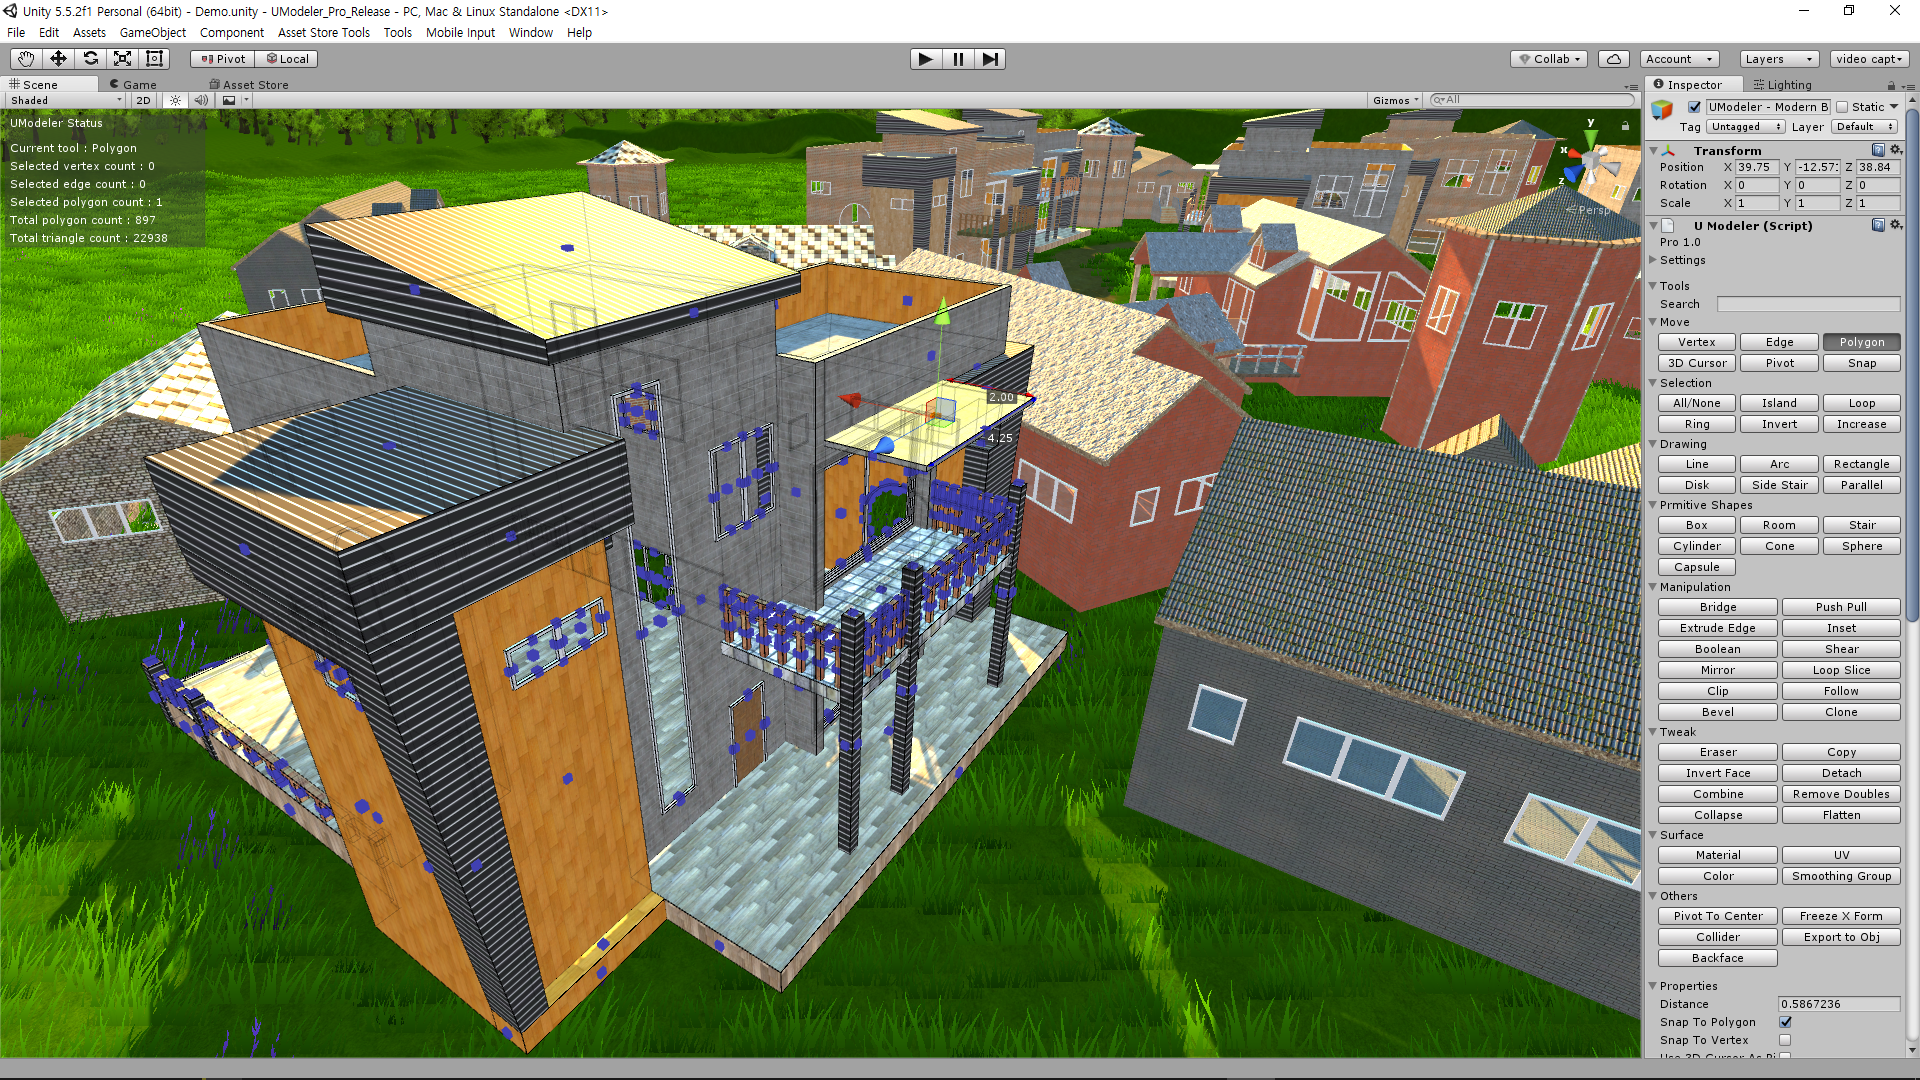 Unity 5.5.2f1 Personal (64bit) - Demo.unity - UModeler_Pro_Release - PC, Mac & Linux Standalone <DX11>
File Edit Assets GameObject Component Asset Store Tools Tools Mobile Input Window Help
Pivot Local Collab Account Layers video capt
Scene Game Asset Store
Shaded 2D Gizmos All
UModeler Status
Current tool : Polygon
Selected vertex count : 0
Selected edge count : 0
Selected polygon count : 1
Total polygon count : 897
Total triangle count : 22938
y
x
z
Persp
2.00
4.25
Inspector Lighting
UModeler - Modern B Static
Tag Untagged Layer Default
Transform
Position X 39.75 Y -12.57 Z 38.84
Rotation X 0 Y 0 Z 0
Scale X 1 Y 1 Z 1
U Modeler (Script)
Pro 1.0
Settings
Tools
Search
Move
Vertex Edge Polygon
3D Cursor Pivot Snap
Selection
All/None Island Loop
Ring Invert Increase
Drawing
Line Arc Rectangle
Disk Side Stair Parallel
Prmitive Shapes
Box Room Stair
Cylinder Cone Sphere
Capsule
Manipulation
Bridge Push Pull
Extrude Edge Inset
Boolean Shear
Mirror Loop Slice
Clip Follow
Bevel Clone
Tweak
Eraser Copy
Invert Face Detach
Combine Remove Doubles
Collapse Flatten
Surface
Material UV
Color Smoothing Group
Others
Pivot To Center Freeze X Form
Collider Export to Obj
Backface
Properties
Distance 0.5867236
Snap To Polygon
Snap To Vertex